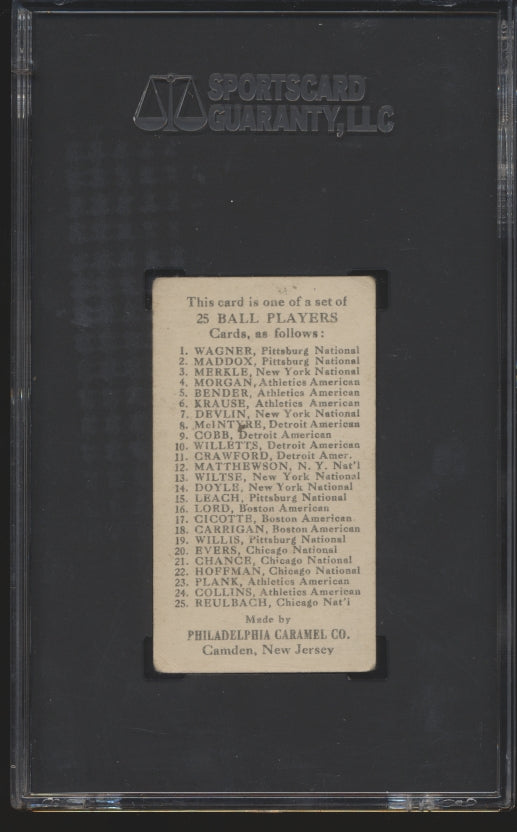 SPORTSCARD
GUARANTY, LLC
This card is one of a set of
25 BALL PLAYERS
Cards, as follows:
1. WAGNER, Pittsburg National
2. MADDOX, Pittsburg National
3. MERKLE, New York National
4. MORGAN, Athletics American
5. BENDER, Athletics American
6. KRAUSE, Athletics American
7. DEVLIN, New York National
8. McINTYRE, Detroit American
9. COBB, Detroit American
10. WILLETTS, Detroit American
11. CRAWFORD, Detroit Amer.
12. MATTHEWSON, N. Y. Nat'l
13. WILTSE, New York National
14. DOYLE, New York National
15. LEACH, Pittsburg National
16. LORD, Boston American
17. CICOTTE, Boston American
18. CARRIGAN, Boston American
19. WILLIS, Pittsburg National
20. EVERS, Chicago National
21. CHANCE, Chicago National
22. HOFFMAN, Chicago National
23. PLANK, Athletics American
24. COLLINS, Athletics American
25. REULBACH, Chicago Nat'l
Made by
PHILADELPHIA CARAMEL CO.
Camden, New Jersey